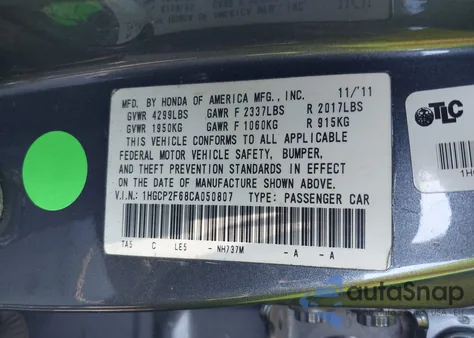 MFD. BY HONDA OF AMERICA MFG., INC. 11/'11
GVWR 4299LBS GAWR F 2337LBS R 2017LBS
GVWR 1950KG GAWR F 1060KG R 915KG
THIS VEHICLE CONFORMS TO ALL APPLICABLE
FEDERAL MOTOR VEHICLE SAFETY, BUMPER,
AND THEFT PREVENTION STANDARDS IN EFFECT
ON THE DATE OF MANUFACTURE SHOWN ABOVE.
V.I.N.: 1HGCP2F68CA050807 TYPE: PASSENGER CAR
TA5 C LE5 - NH737M - A - A
TLC
1H
autoSnap